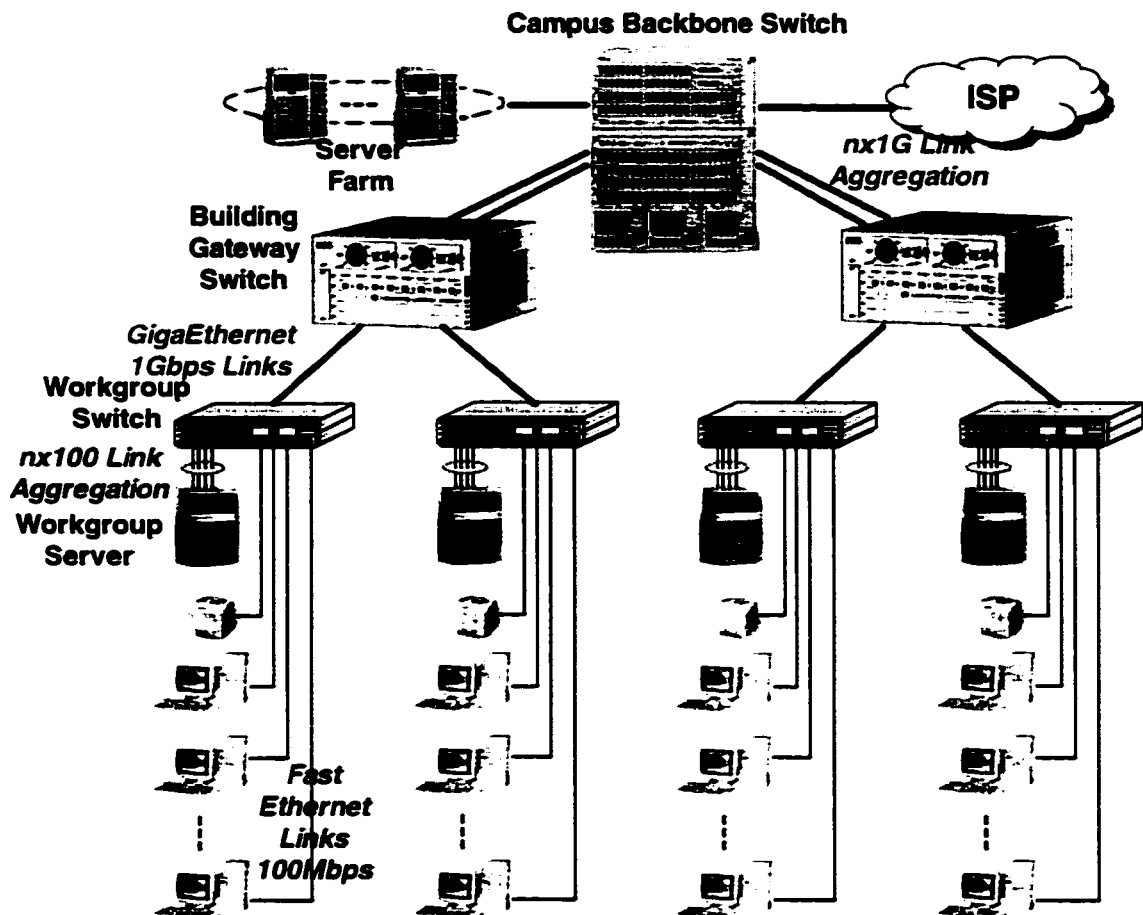 Campus Backbone Switch
ISP
Server
Farm
nx1G Link
Aggregation
Building
Gateway
Switch
GigaEthernet
1Gbps Links
Workgroup
Switch
nx100 Link
Aggregation
Workgroup
Server
Fast
Ethernet
Links
100Mbps